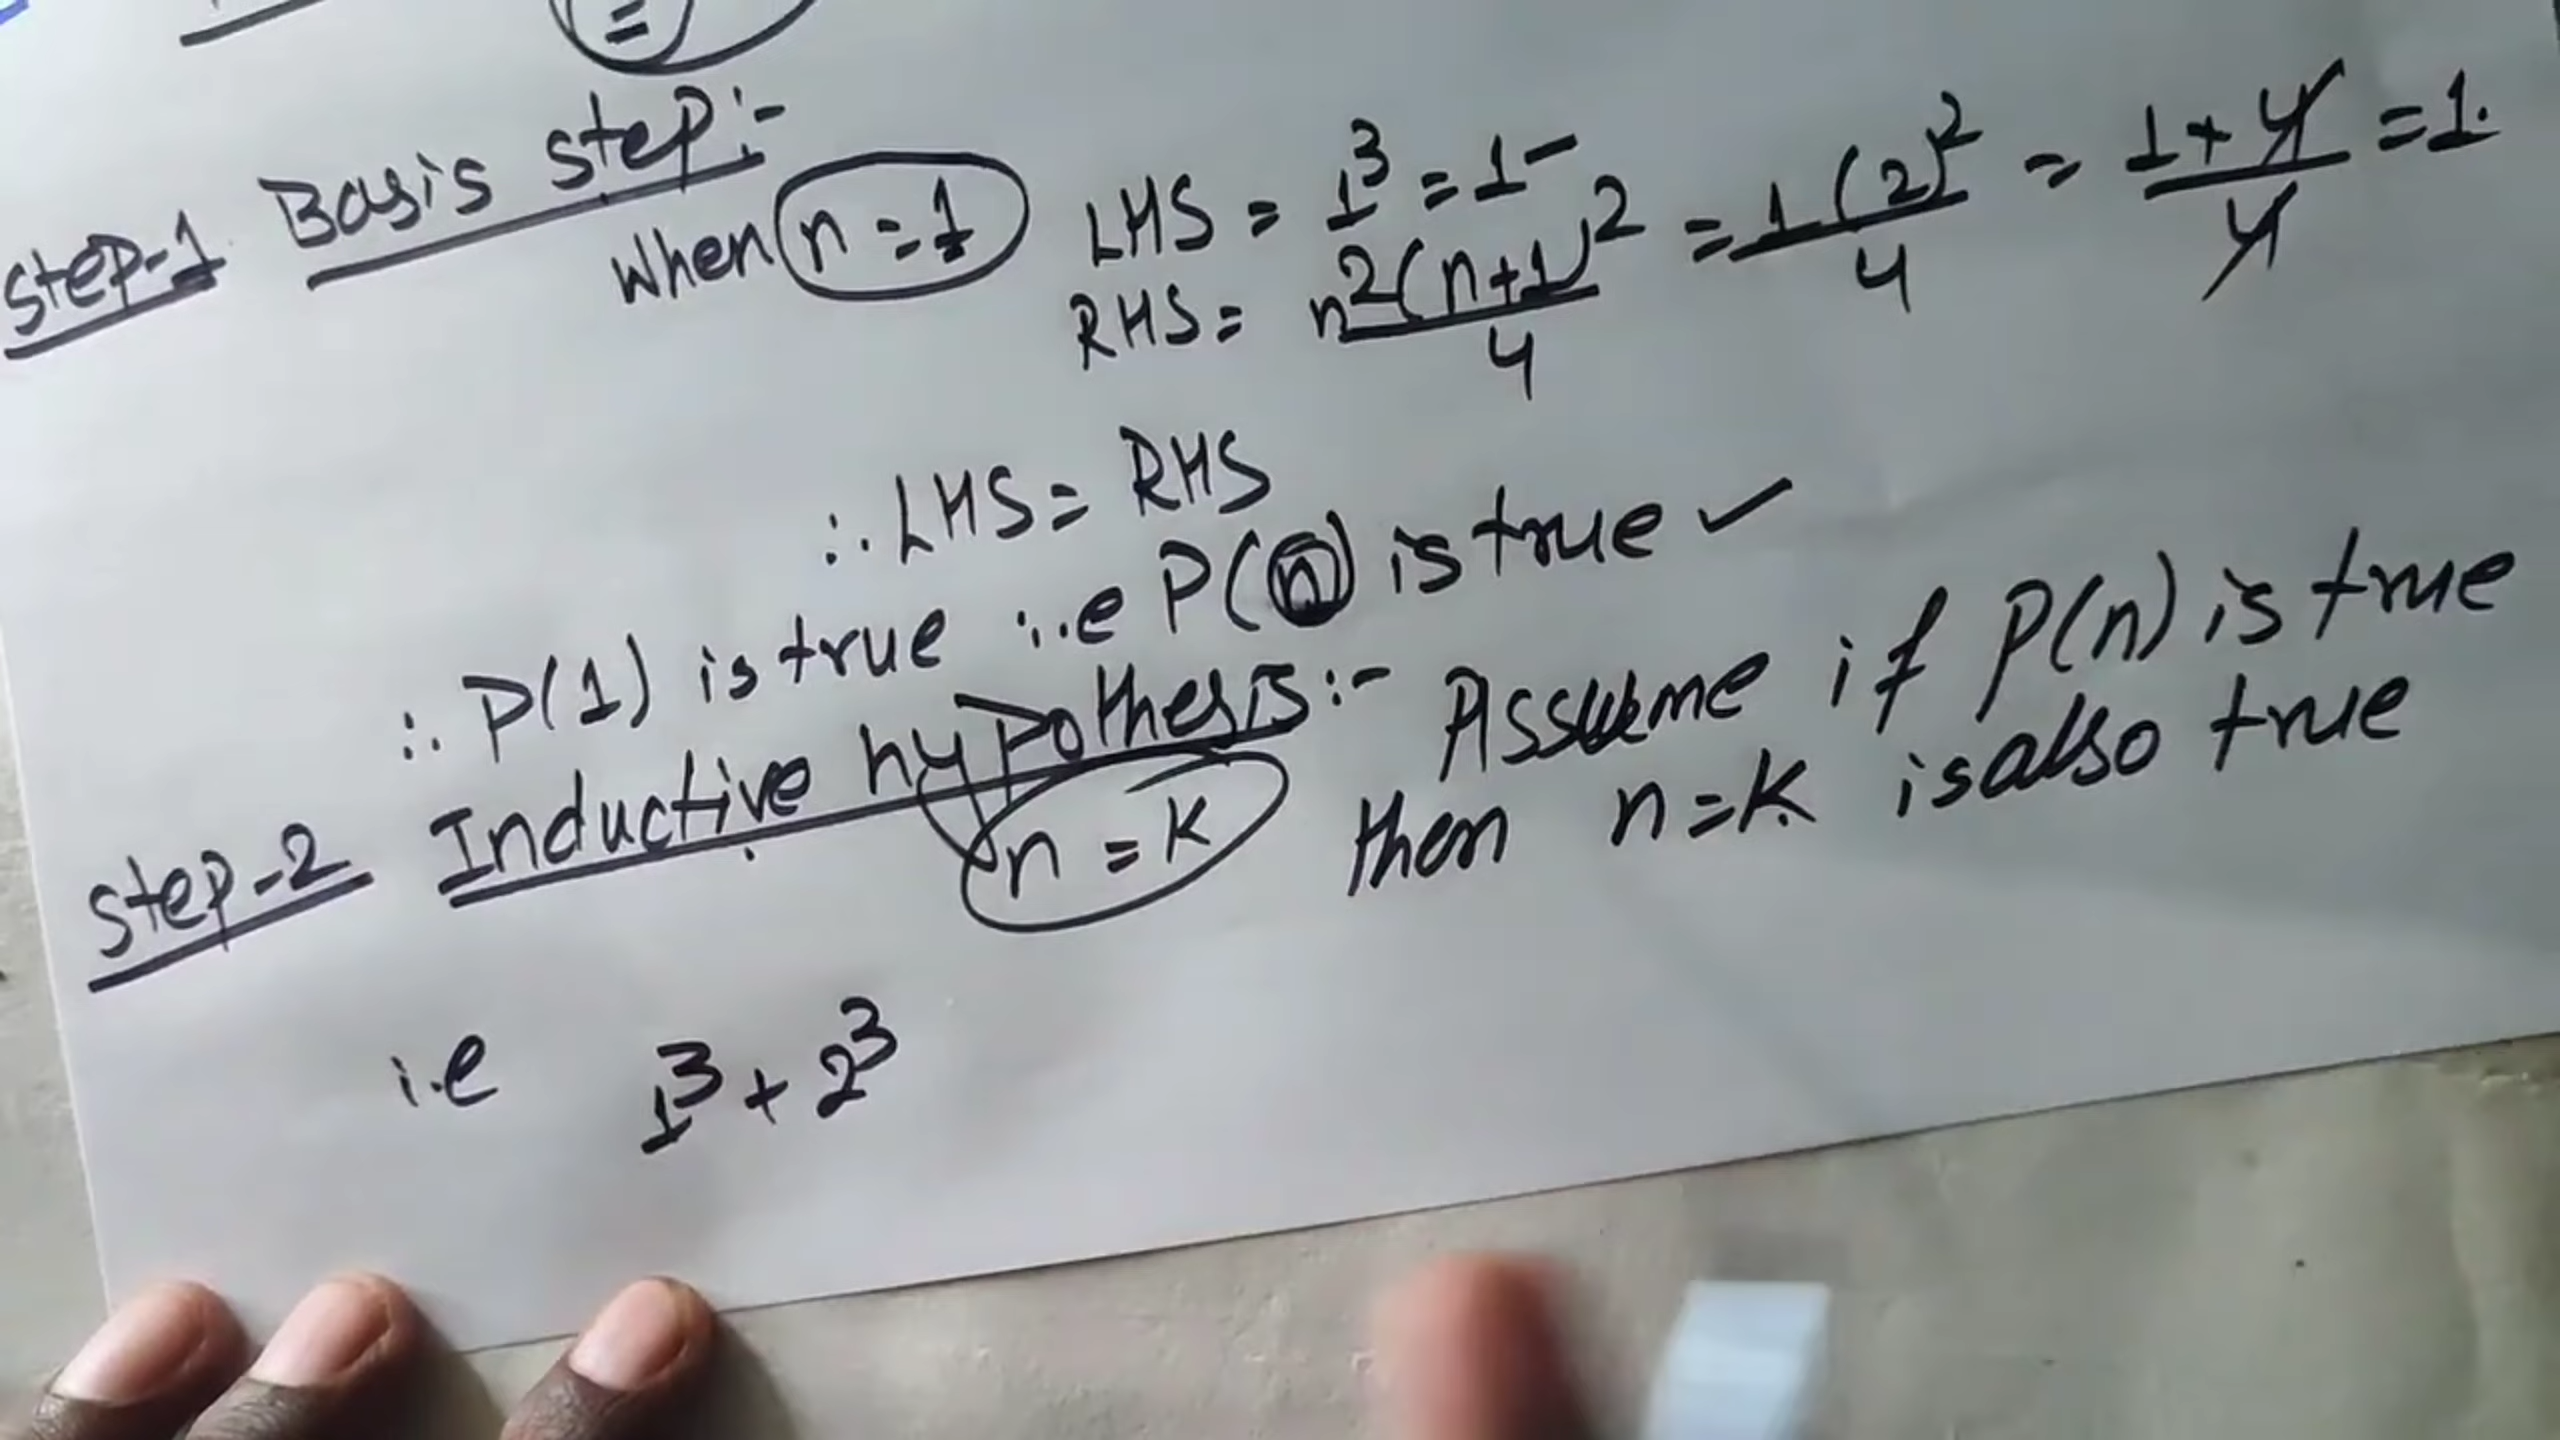 =
Step-1 Basis step:-
When n=1 LHS = 1³ = 1-
RHS = n²(n+1)²/4 = 1(2)²/4 = 1*4/4 = 1.
∴ LHS = RHS
∴ P(1) is true i.e P(n) is true ✓
Step-2 Inductive hypothesis:- Assume if P(n) is true
n = k then n=k is also true
i.e 1³ + 2³